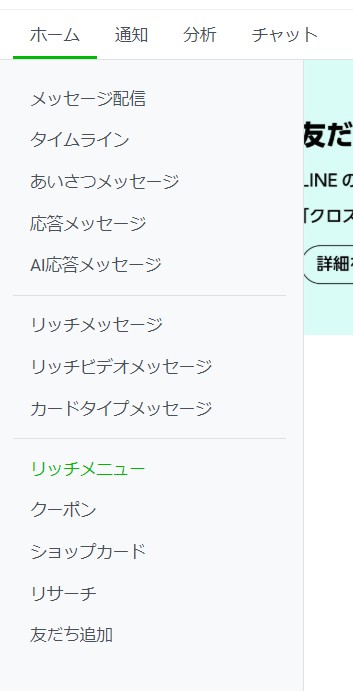 ホーム 通知 分析 チャット
メッセージ配信
タイムライン
友だ
あいさつメッセージ
LINE の
応答メッセージ
「クロス
AI応答メッセージ
詳細
リッチメッセージ
リッチビデオメッセージ
カードタイプメッセージ
リッチメニュー
クーポン
ショップカード
リサーチ
友だち追加